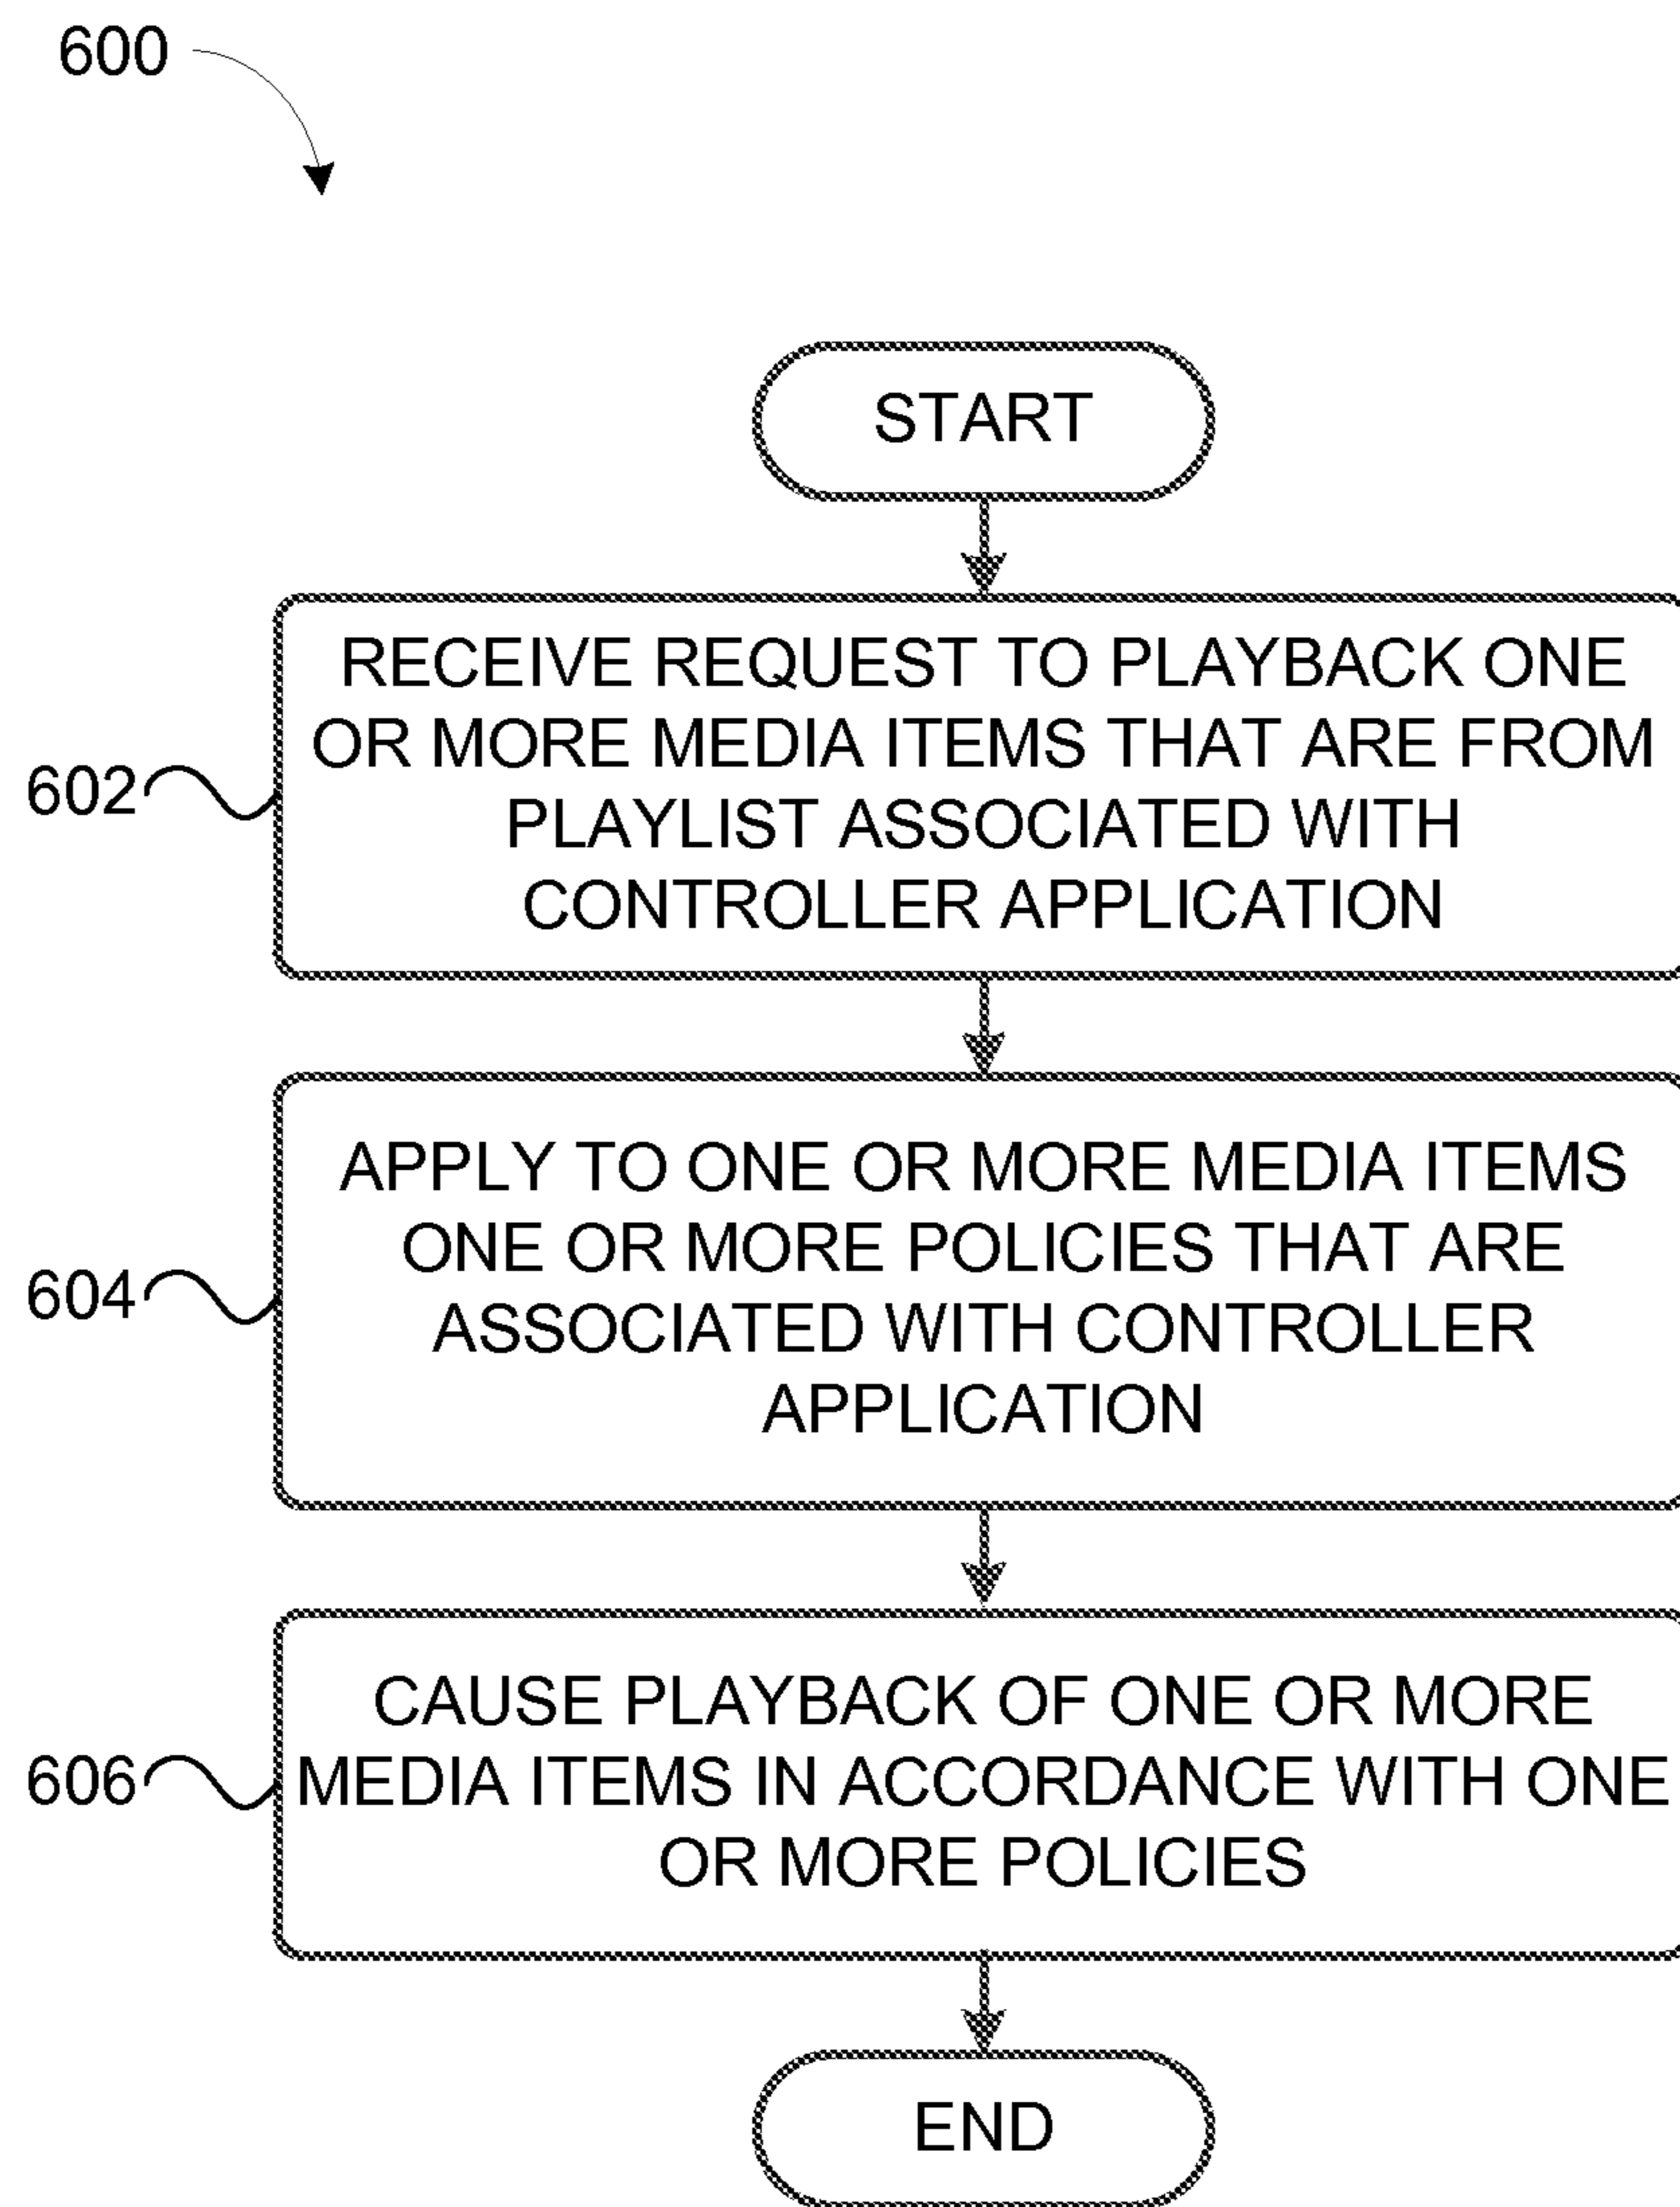 600
START
RECEIVE REQUEST TO PLAYBACK ONE
OR MORE MEDIA ITEMS THAT ARE FROM
PLAYLIST ASSOCIATED WITH
CONTROLLER APPLICATION
602
APPLY TO ONE OR MORE MEDIA ITEMS
ONE OR MORE POLICIES THAT ARE
ASSOCIATED WITH CONTROLLER
APPLICATION
604
CAUSE PLAYBACK OF ONE OR MORE
MEDIA ITEMS IN ACCORDANCE WITH ONE
OR MORE POLICIES
606
END